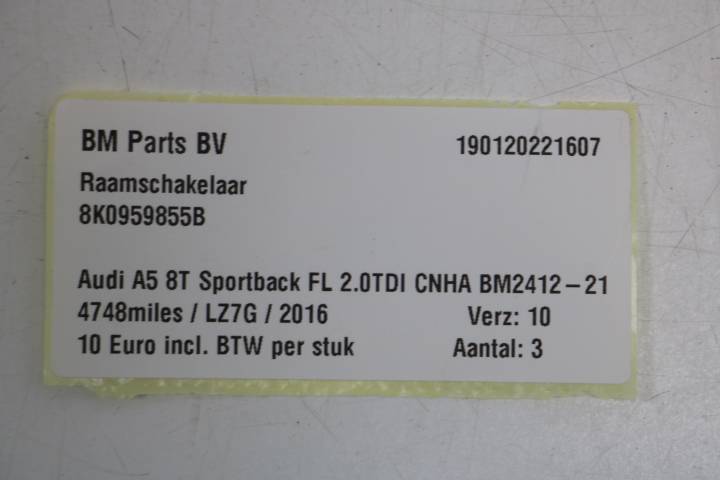 BM Parts BV 190120221607
Raamschakelaar
8K0959855B
Audi A5 8T Sportback FL 2.0TDI CNHA BM2412-21
4748miles / LZ7G / 2016 Verz: 10
10 Euro incl. BTW per stuk Aantal: 3